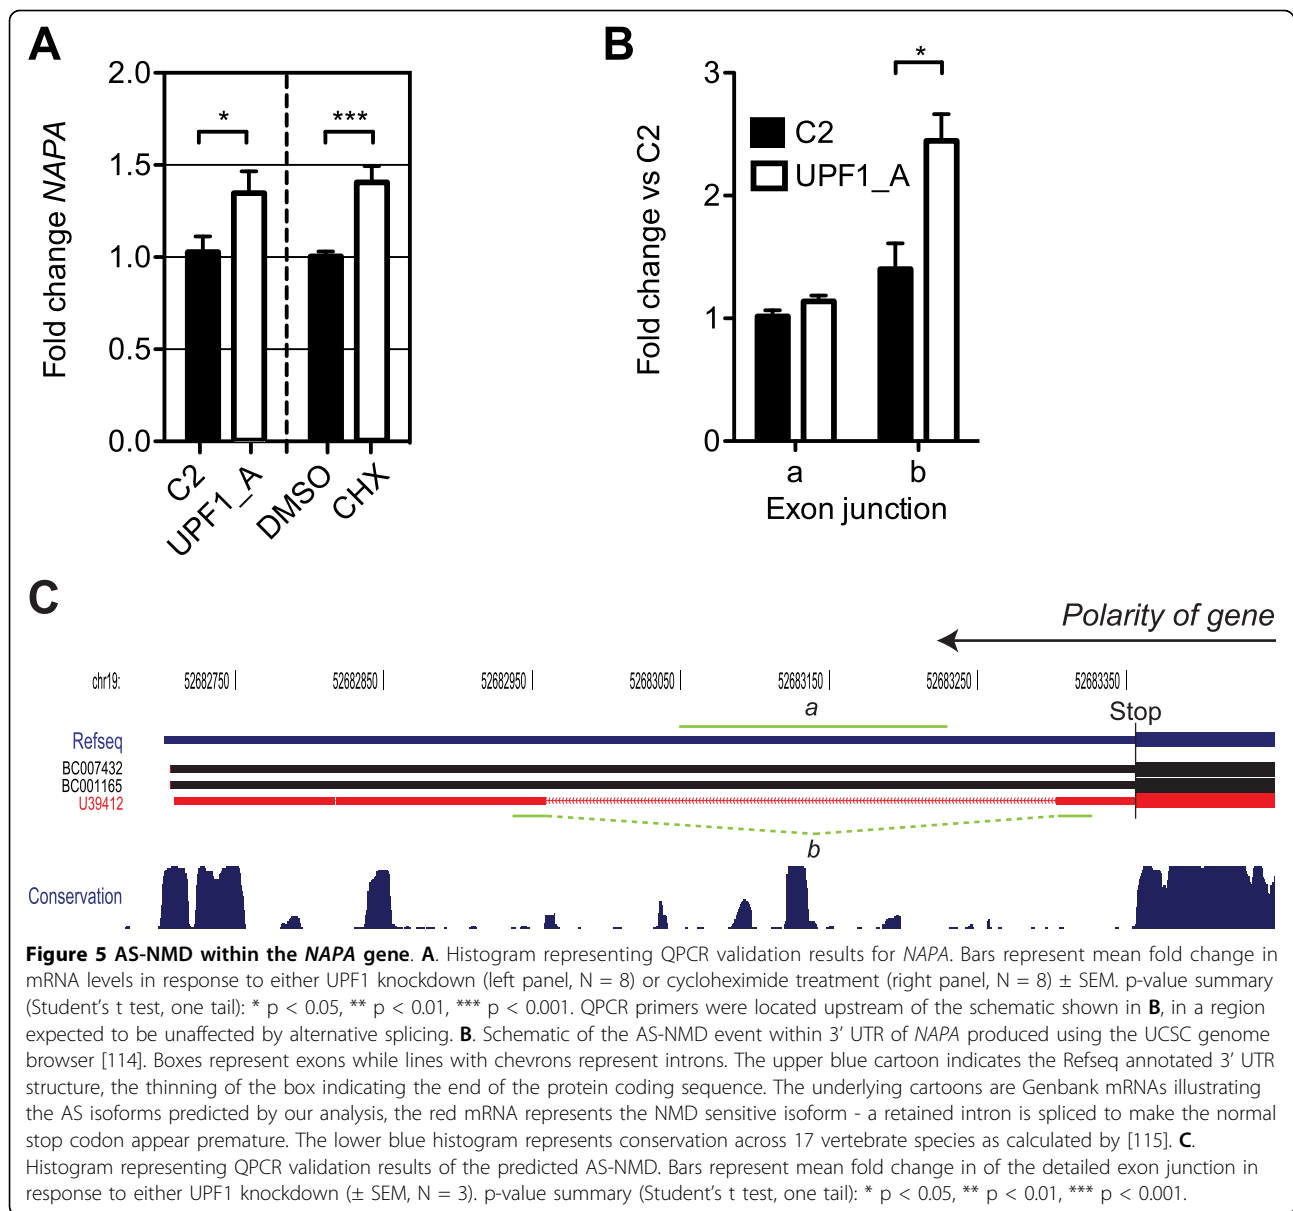 A
B
2.0
1.5
1.0
0.5
0.0
Fold change NAPA
*
***
C2
UPF1_A
DMSO
CHX
3
2
1
0
Fold change vs C2
*
C2
UPF1_A
a
b
Exon junction
C
Polarity of gene
chr19:
52682750
52682850
52682950
52683050
52683150
52683250
52683350
a
Stop
Refseq
BC007432
BC001165
U39412
b
Conservation
Figure 5 AS-NMD within the NAPA gene. A. Histogram representing QPCR validation results for NAPA. Bars represent mean fold change in
mRNA levels in response to either UPF1 knockdown (left panel, N = 8) or cycloheximide treatment (right panel, N = 8) ± SEM. p-value summary
(Student's t test, one tail): * p < 0.05, ** p < 0.01, *** p < 0.001. QPCR primers were located upstream of the schematic shown in B, in a region
expected to be unaffected by alternative splicing. B. Schematic of the AS-NMD event within 3' UTR of NAPA produced using the UCSC genome
browser [114]. Boxes represent exons while lines with chevrons represent introns. The upper blue cartoon indicates the Refseq annotated 3' UTR
structure, the thinning of the box indicating the end of the protein coding sequence. The underlying cartoons are Genbank mRNAs illustrating
the AS isoforms predicted by our analysis, the red mRNA represents the NMD sensitive isoform - a retained intron is spliced to make the normal
stop codon appear premature. The lower blue histogram represents conservation across 17 vertebrate species as calculated by [115]. C.
Histogram representing QPCR validation results of the predicted AS-NMD. Bars represent mean fold change in of the detailed exon junction in
response to either UPF1 knockdown (± SEM, N = 3). p-value summary (Student's t test, one tail): * p < 0.05, ** p < 0.01, *** p < 0.001.